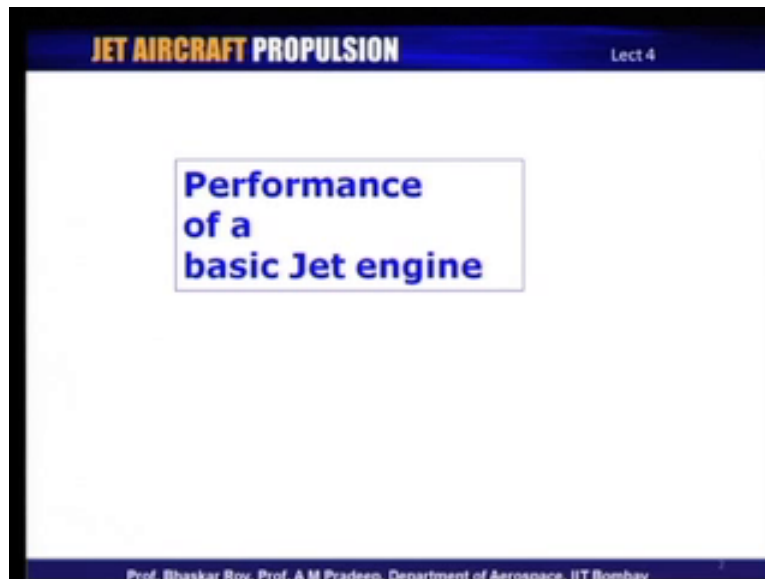 JET AIRCRAFT PROPULSION
Lect 4
Performance
of a
basic Jet engine
Prof. Bhaskar Roy, Prof. A M Pradeep, Department of Aerospace, IIT Bombay
2